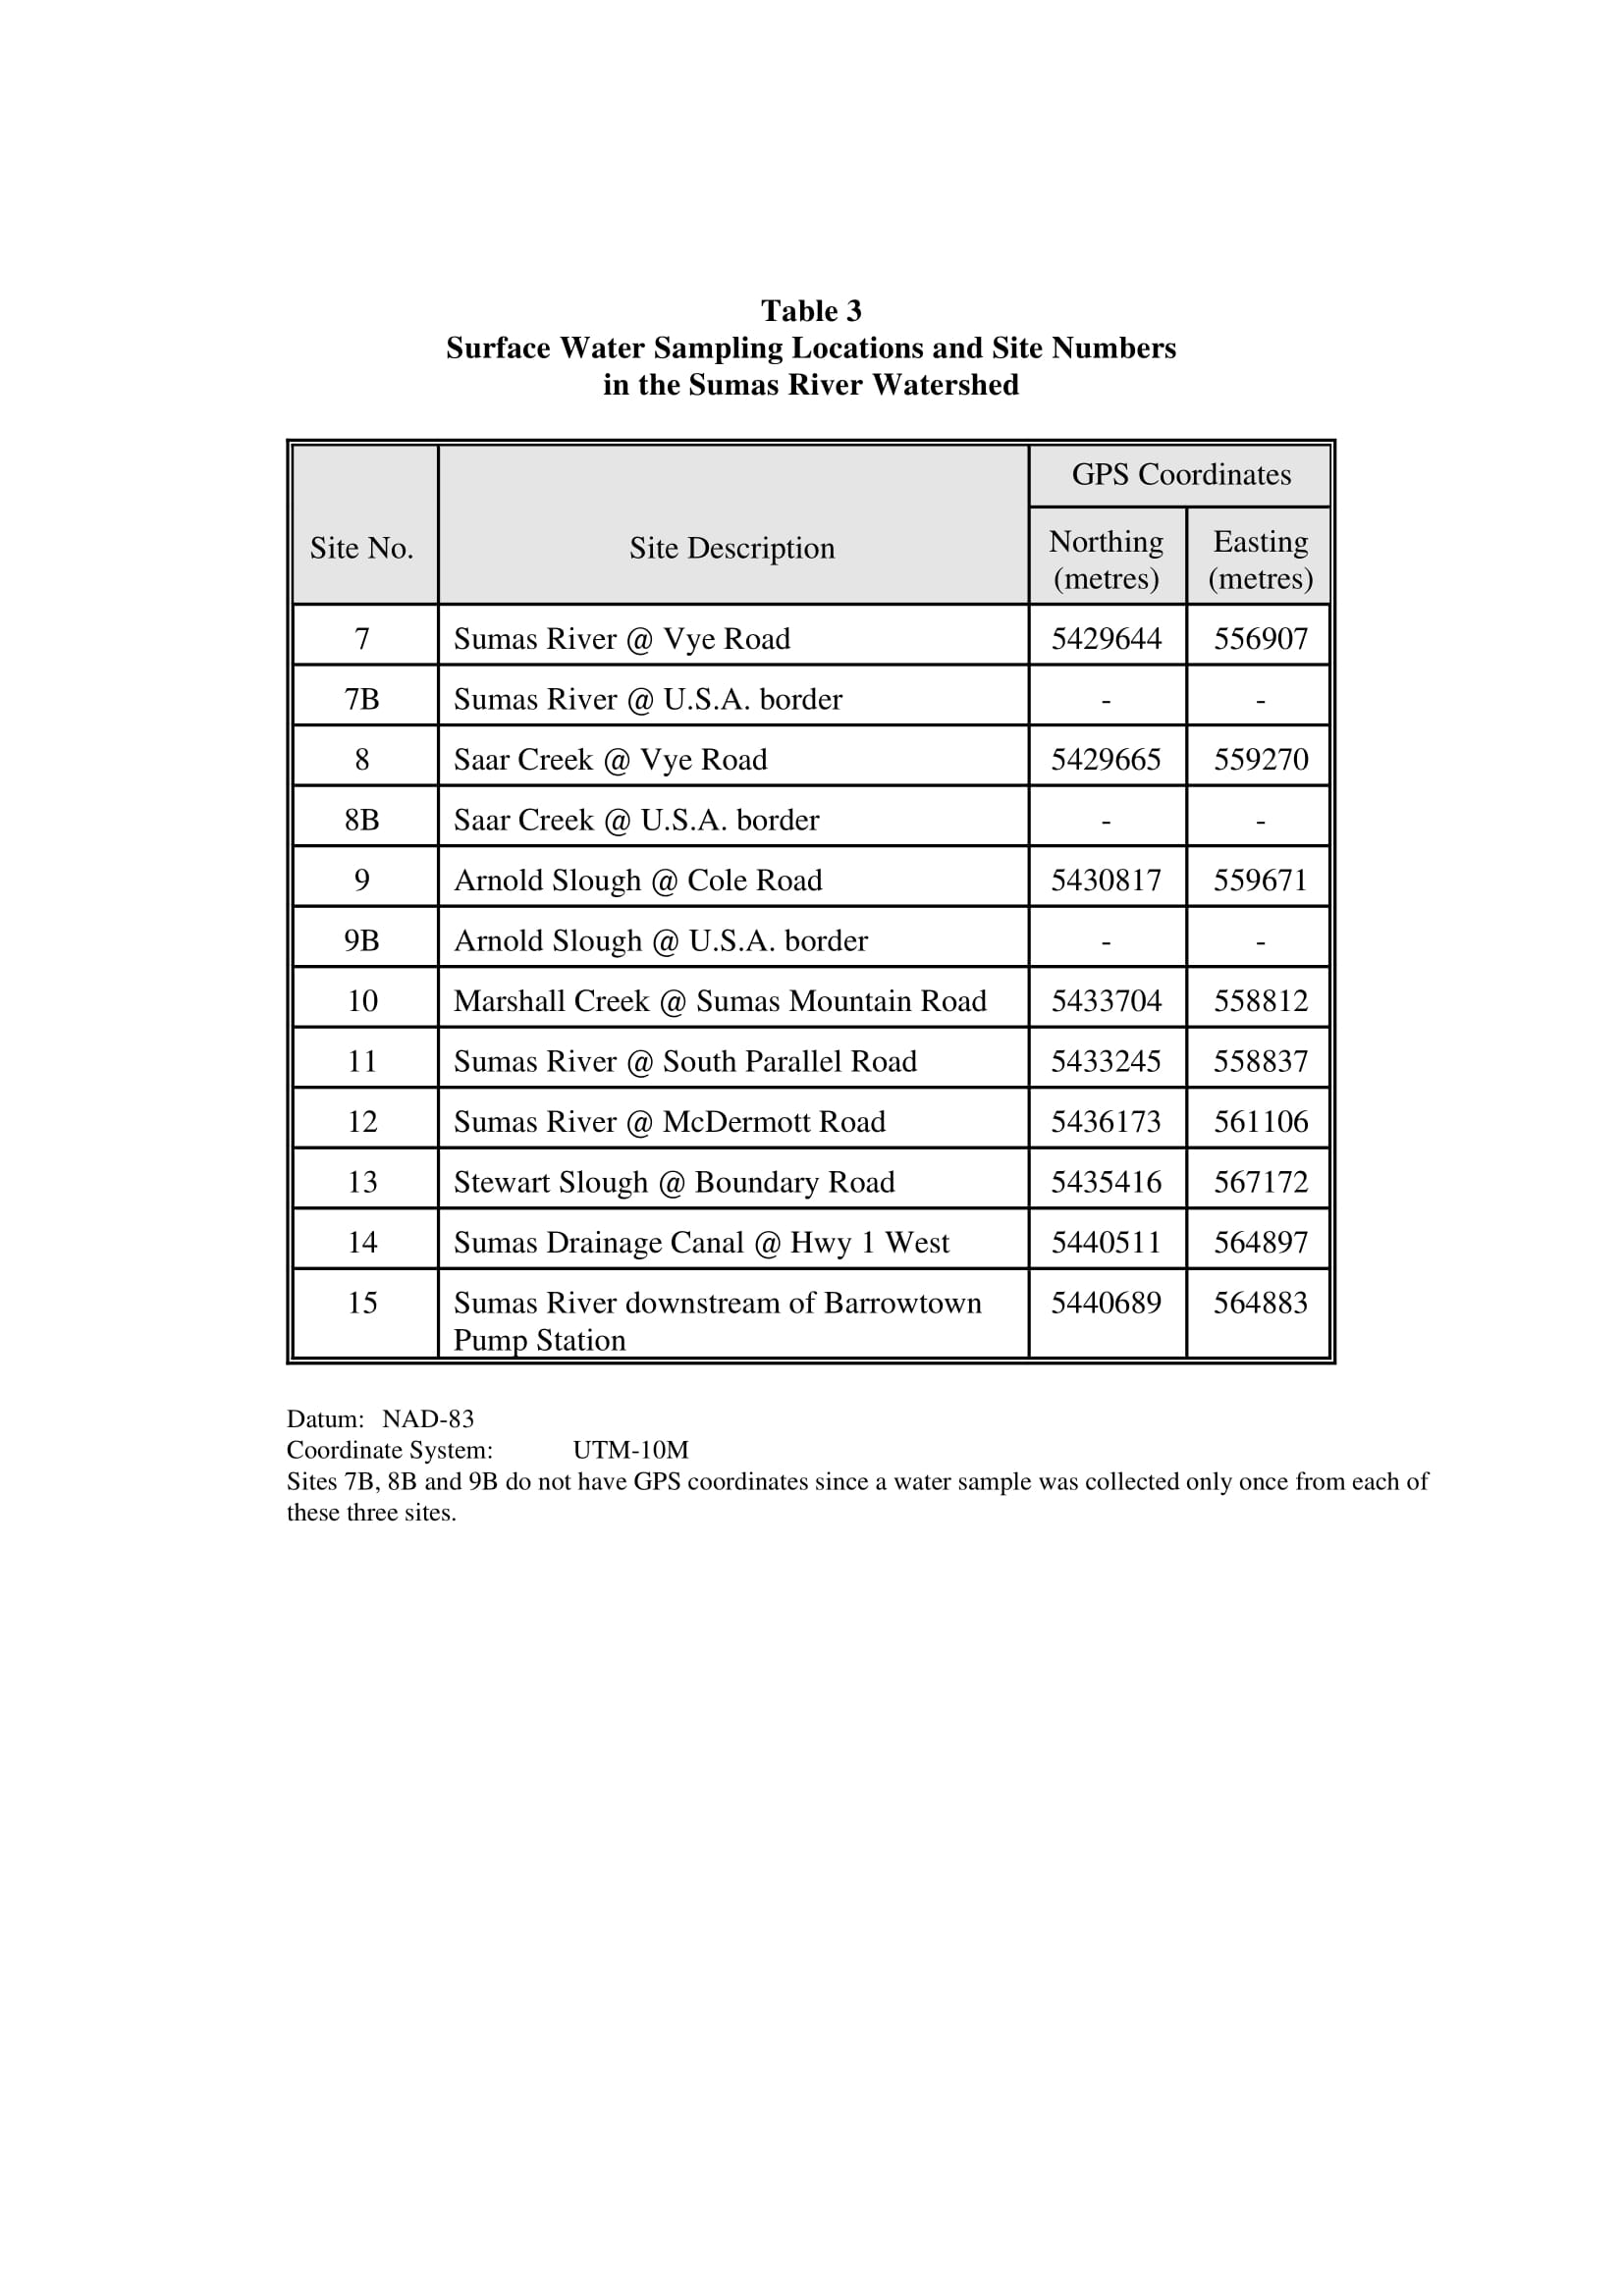 Table 3
Surface Water Sampling Locations and Site Numbers
in the Sumas River Watershed
GPS Coordinates
Site No. Site Description Northing Easting
(metres) (metres)
7 Sumas River @ Vye Road 5429644 556907
7B Sumas River @ U.S.A. border - -
8 Saar Creek @ Vye Road 5429665 559270
8B Saar Creek @ U.S.A. border - -
9 Arnold Slough @ Cole Road 5430817 559671
9B Arnold Slough @ U.S.A. border - -
10 Marshall Creek @ Sumas Mountain Road 5433704 558812
11 Sumas River @ South Parallel Road 5433245 558837
12 Sumas River @ McDermott Road 5436173 561106
13 Stewart Slough @ Boundary Road 5435416 567172
14 Sumas Drainage Canal @ Hwy 1 West 5440511 564897
15 Sumas River downstream of Barrowtown 5440689 564883
Pump Station
Datum: NAD-83
Coordinate System: UTM-10M
Sites 7B, 8B and 9B do not have GPS coordinates since a water sample was collected only once from each of
these three sites.